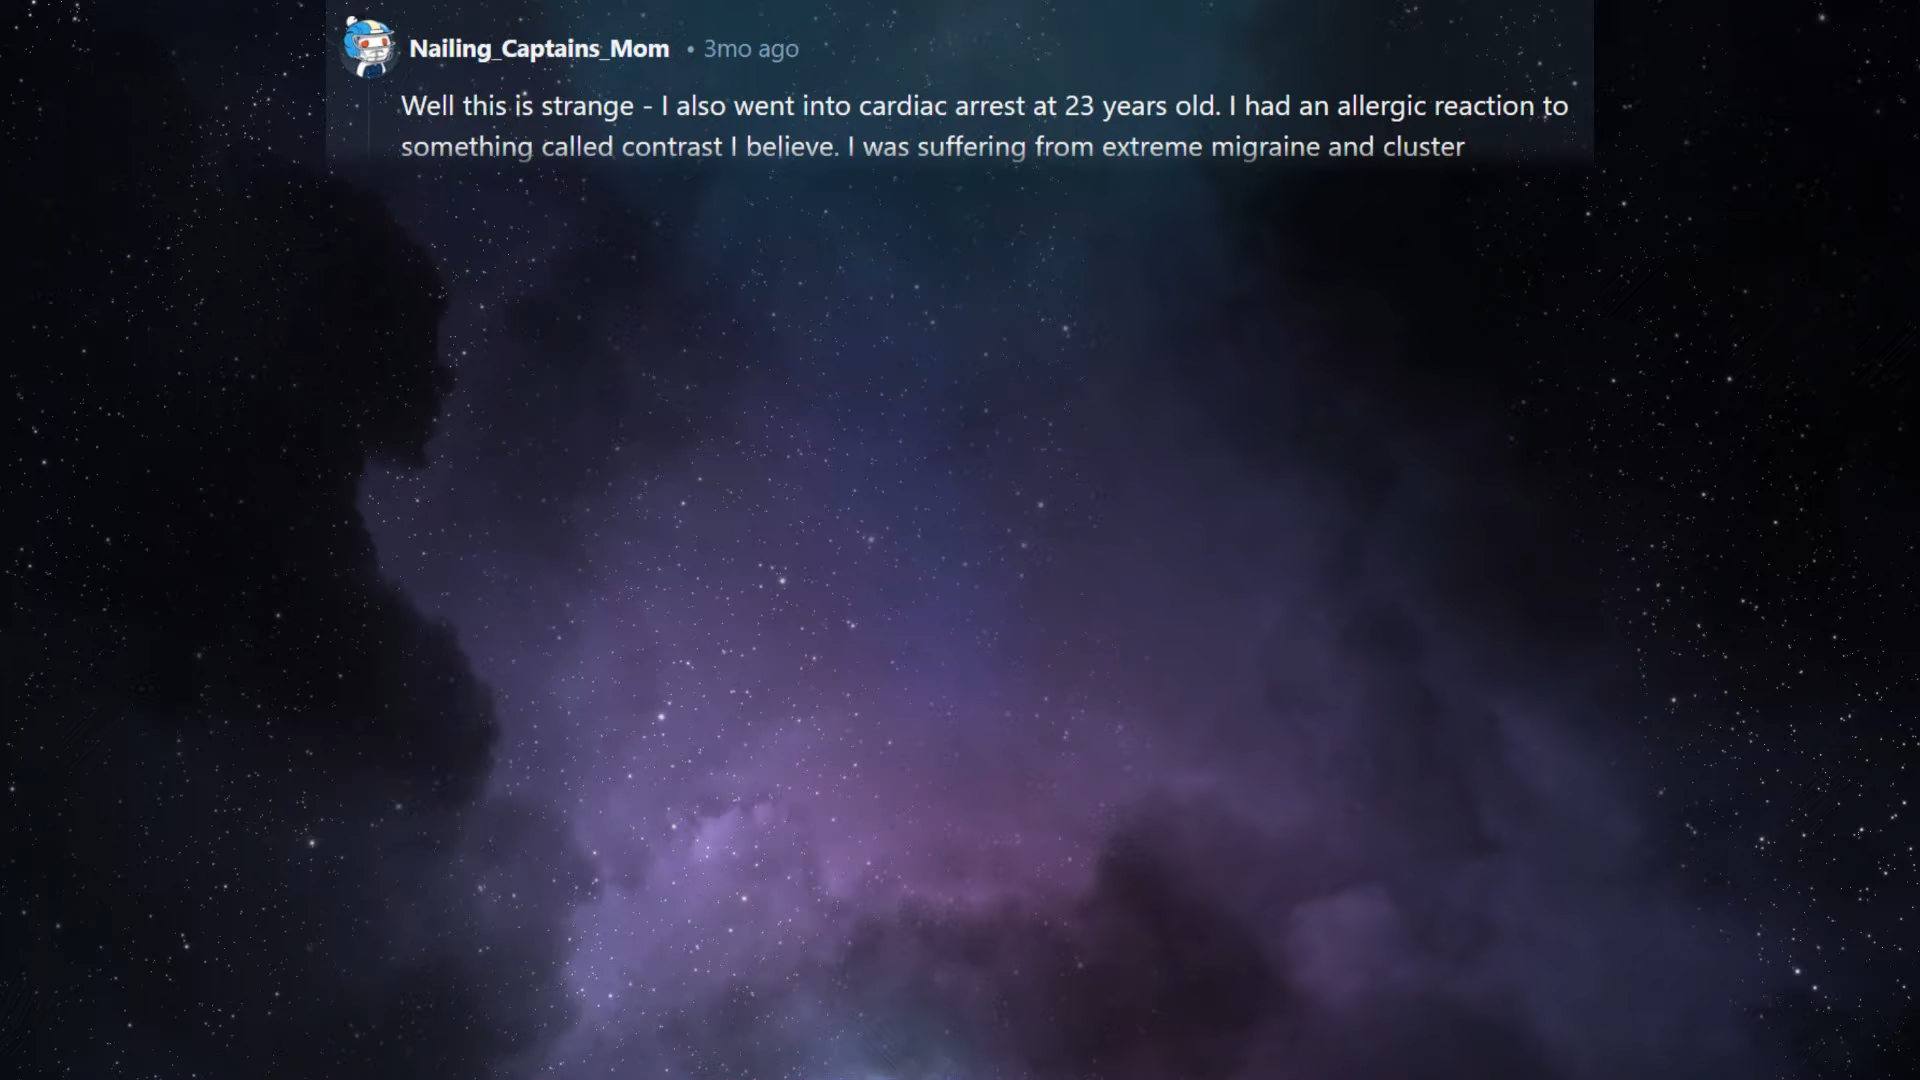 Nailing_Captains_Mom • 3mo ago
Well this is strange - I also went into cardiac arrest at 23 years old. I had an allergic reaction to
something called contrast I believe. I was suffering from extreme migraine and cluster